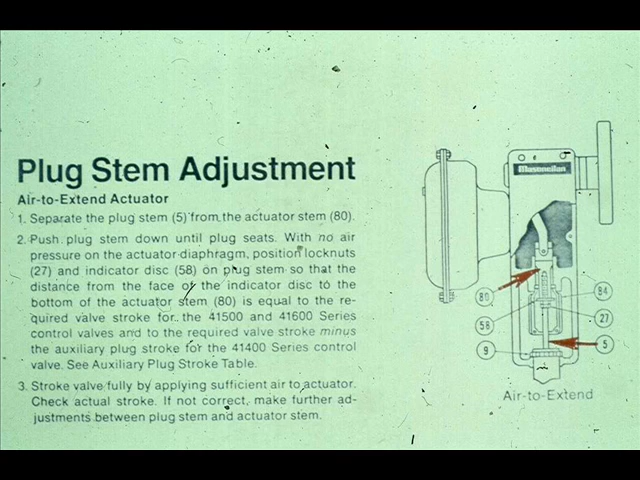 Plug Stem Adjustment
Air-to-Extend Actuator
1. Separate the plug stem (5) from the actuator stem (80).
2. Push plug stem down until plug seats. With no air
pressure on the actuator diaphragm, position locknuts
(27) and indicator disc (58) on plug stem so that the
distance from the face of the indicator disc to the
bottom of the actuator stem (80) is equal to the re-
quired valve stroke for the 41500 and 41600 Series
control valves and to the required valve stroke minus
the auxiliary plug stroke for the 41400 Series control
valve. See Auxiliary Plug Stroke Table.
3. Stroke valve fully by applying sufficient air to actuator.
Check actual stroke. If not correct, make further ad-
justments between plug stem and actuator stem.
Masoneilan
80
84
58
27
9
5
Air-to-Extend